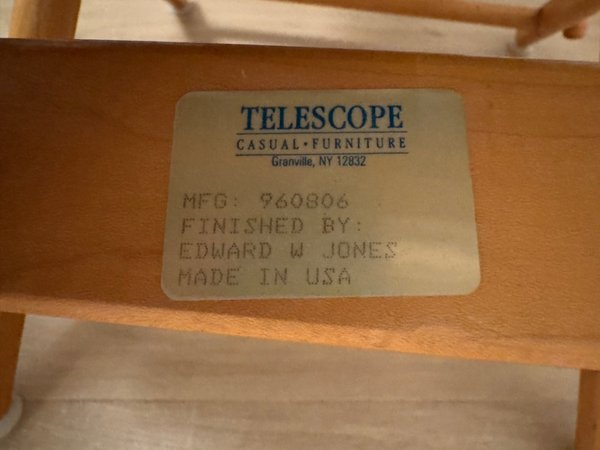 TELESCOPE
CASUAL • FURNITURE
Granville, NY 12832
MFG: 960806
FINISHED BY:
EDWARD W JONES
MADE IN USA